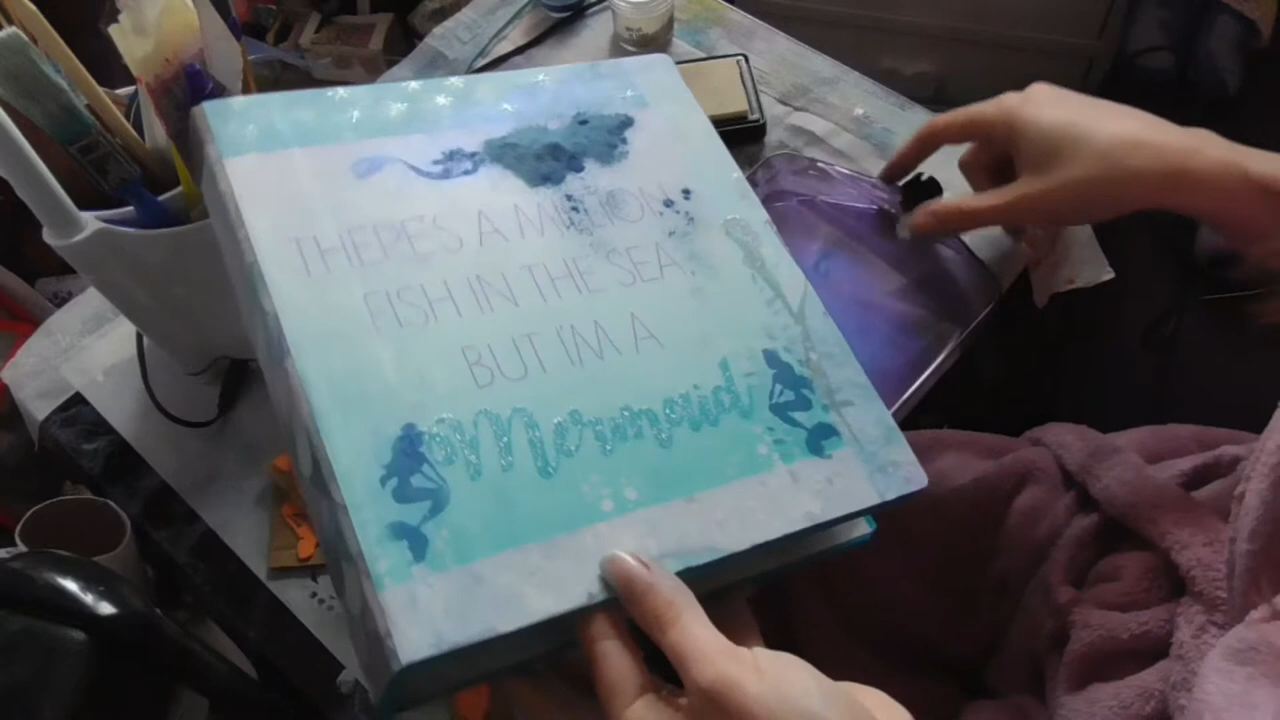 THERE'S A MILLION
FISH IN THE SEA,
BUT I'M A
Mermaid